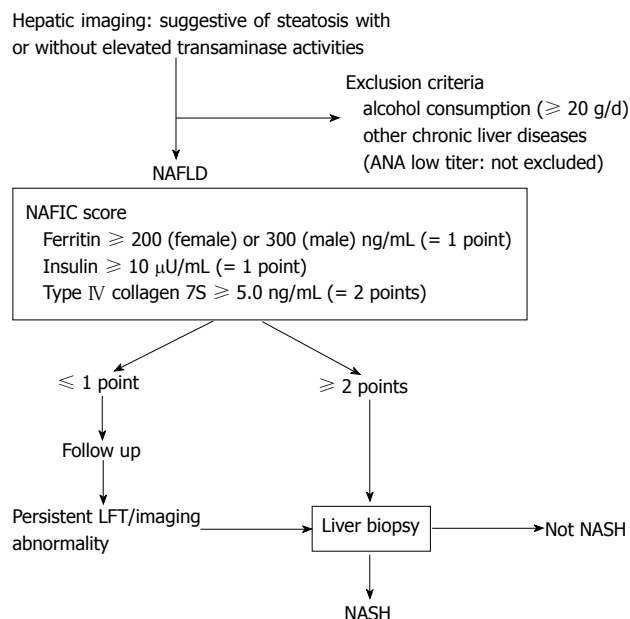 Hepatic imaging: suggestive of steatosis with
or without elevated transaminase activities
Exclusion criteria
alcohol consumption (≥ 20 g/d)
other chronic liver diseases
(ANA low titer: not excluded)
NAFLD
NAFIC score
Ferritin ≥ 200 (female) or 300 (male) ng/mL (= 1 point)
Insulin ≥ 10 μU/mL (= 1 point)
Type Ⅳ collagen 7S ≥ 5.0 ng/mL (= 2 points)
≤ 1 point
≥ 2 points
Follow up
Persistent LFT/imaging
abnormality
Liver biopsy
Not NASH
NASH